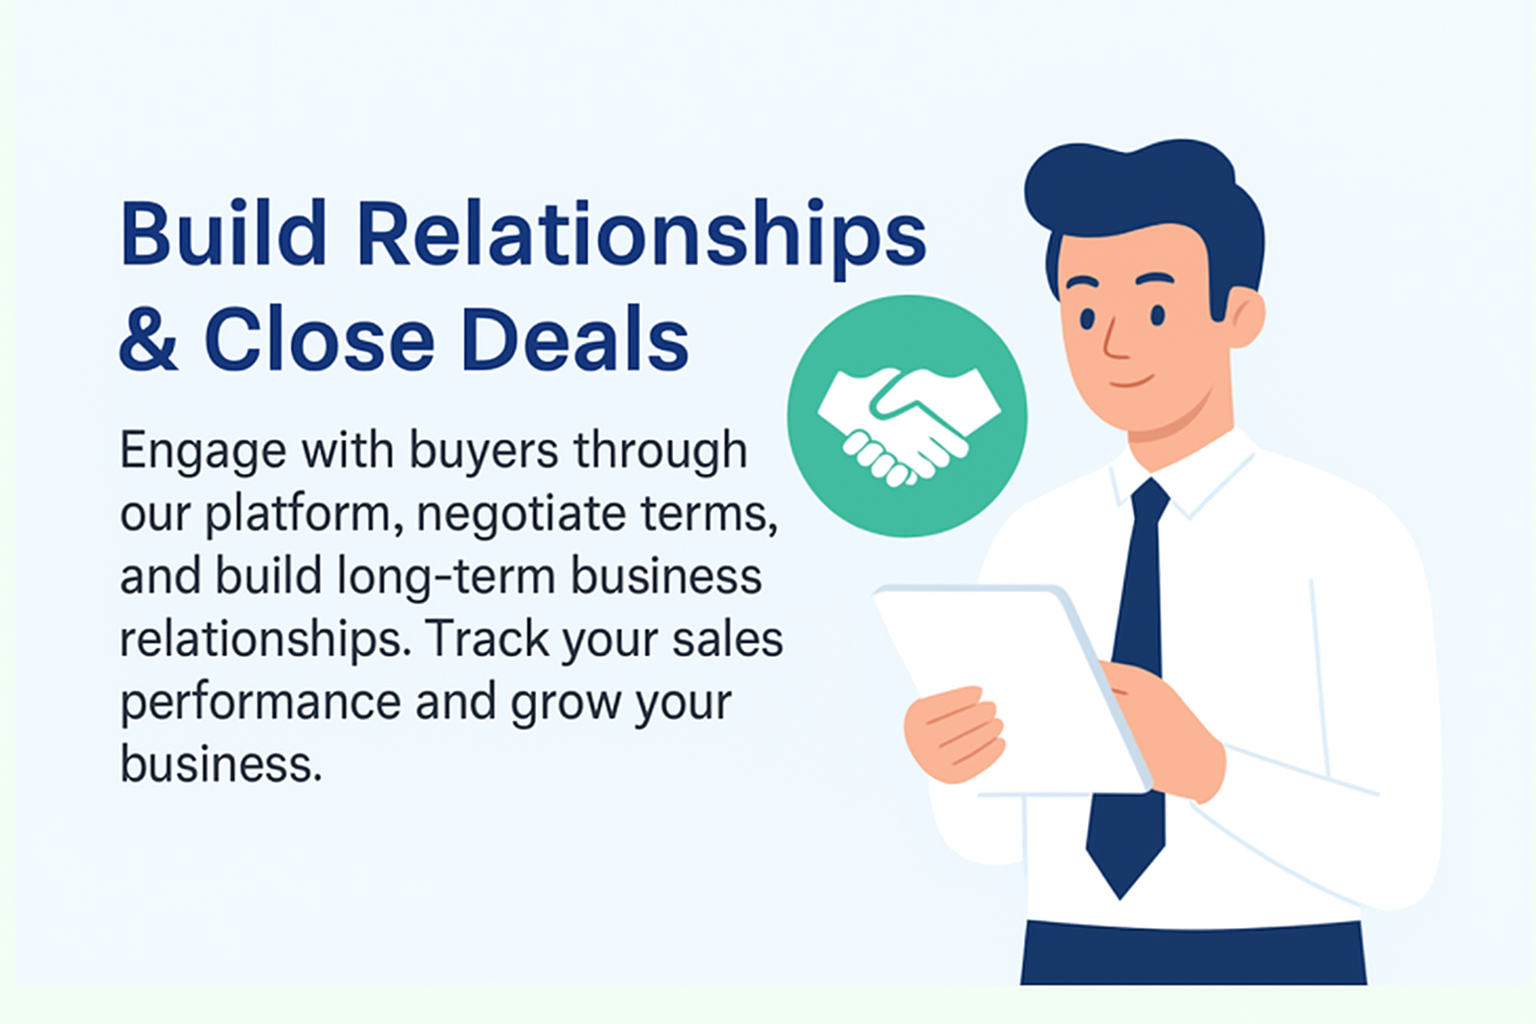 Build Relationships
& Close Deals
Engage with buyers through
our platform, negotiate terms,
and build long-term business
relationships. Track your sales
performance and grow your
business.